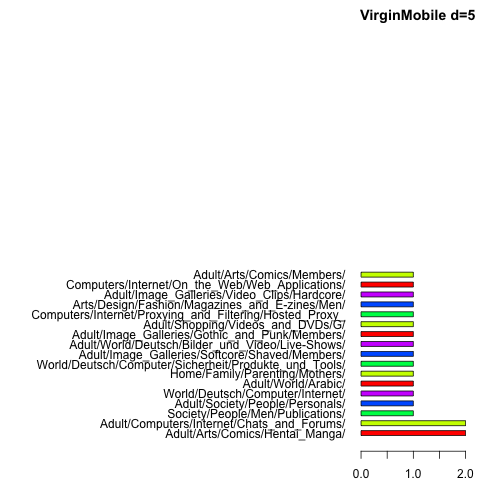 VirginMobile d=5
Adult/Arts/Comics/Members/
Computers/Internet/On_the_Web/Web_Applications/
Adult/Image_Galleries/Video_Clips/Hardcore/
Arts/Design/Fashion/Magazines_and_E-zines/Men/
Computers/Internet/Proxying_and_Filtering/Hosted_Proxy_
Adult/Shopping/Videos_and_DVDs/G/
Adult/Image_Galleries/Gothic_and_Punk/Members/
Adult/World/Deutsch/Bilder_und_Video/Live-Shows/
Adult/Image_Galleries/Softcore/Shaved/Members/
World/Deutsch/Computer/Sicherheit/Produkte_und_Tools/
Home/Family/Parenting/Mothers/
Adult/World/Arabic/
World/Deutsch/Computer/Internet/
Adult/Society/People/Personals/
Society/People/Men/Publications/
Adult/Computers/Internet/Chats_and_Forums/
Adult/Arts/Comics/Hentai_Manga/
0.0 1.0 2.0